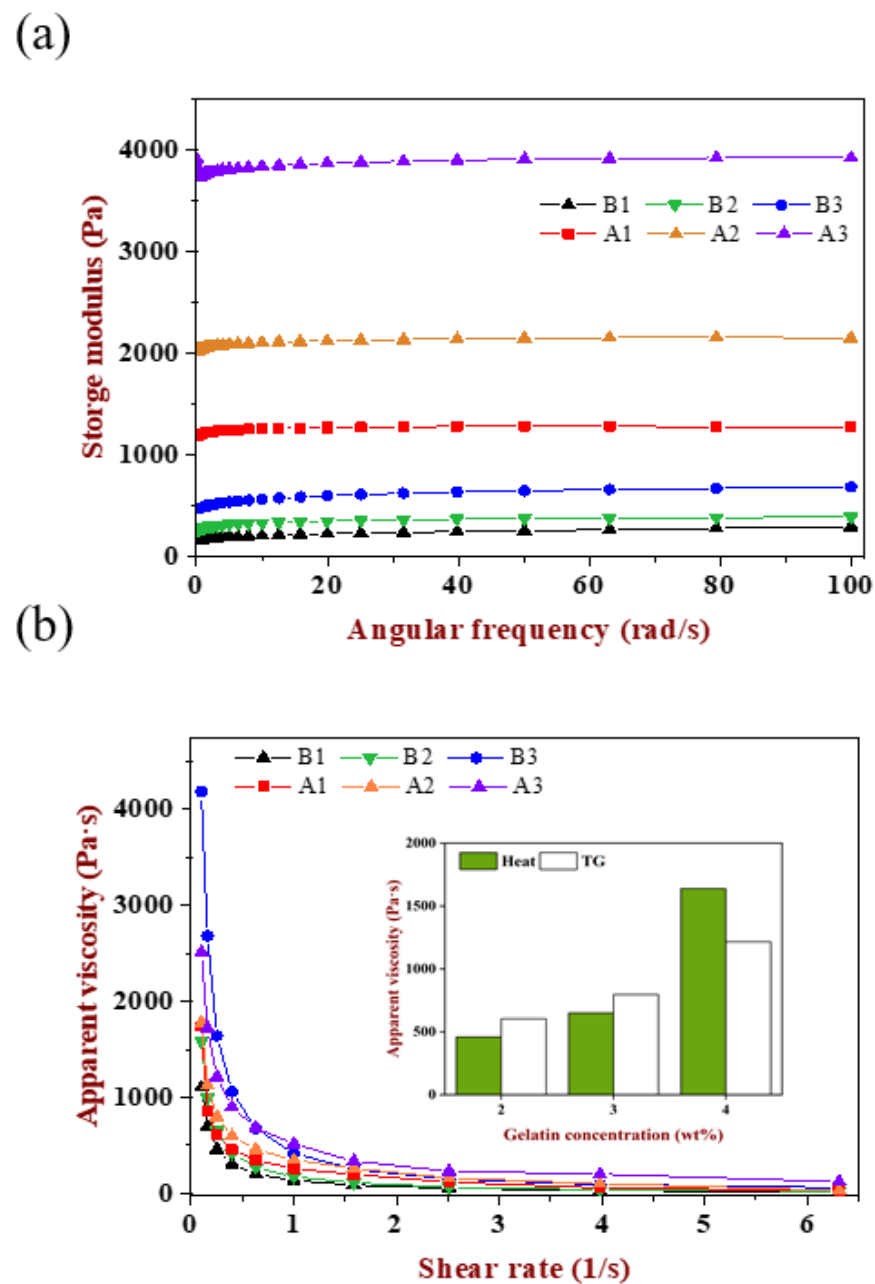 (a)
4000
3000
2000
1000
0
Storge modulus (Pa)
B1 B2 B3
A1 A2 A3
0 20 40 60 80 100
Angular frequency (rad/s)
(b)
4000
3000
2000
1000
0
Apparent viscosity (Pa·s)
B1 B2 B3
A1 A2 A3
Heat TG
2000
1500
1000
500
0
Apparent viscosity (Pa·s)
2 3 4
Gelatin concentration (wt%)
0 1 2 3 4 5 6
Shear rate (1/s)